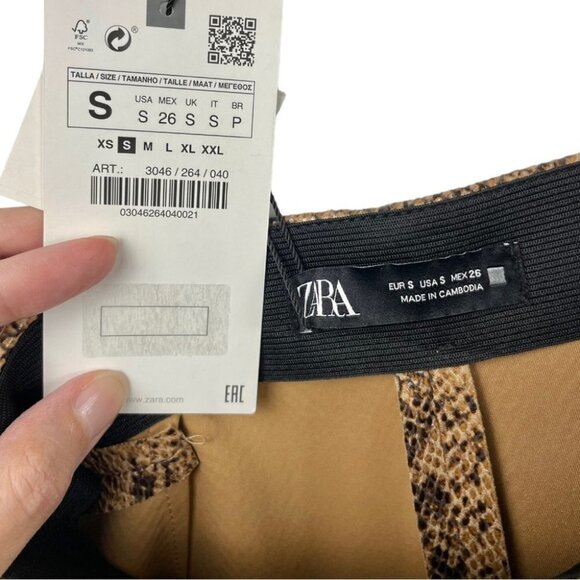 FSC
MIX
TALLA / SIZE / TAMANHO / TAILLE / MAAT / ΜΕΓΕΘΟΣ
S
USA MEX UK IT BR
S 26 S S P
XS S M L XL XXL
ART.: 3046 / 264 / 040
03046264040021
www.zara.com
EAC
ZARA
EUR S USA S MEX 26
MADE IN CAMBODIA